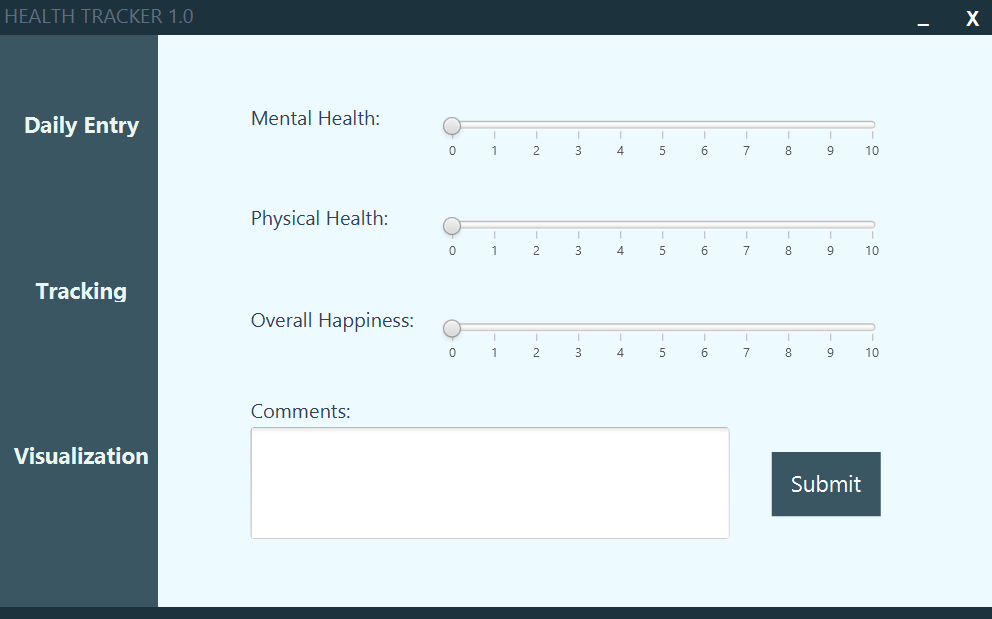 HEALTH TRACKER 1.0
_ X
Daily Entry
Tracking
Visualization
Mental Health:
0 1 2 3 4 5 6 7 8 9 10
Physical Health:
0 1 2 3 4 5 6 7 8 9 10
Overall Happiness:
0 1 2 3 4 5 6 7 8 9 10
Comments:
Submit